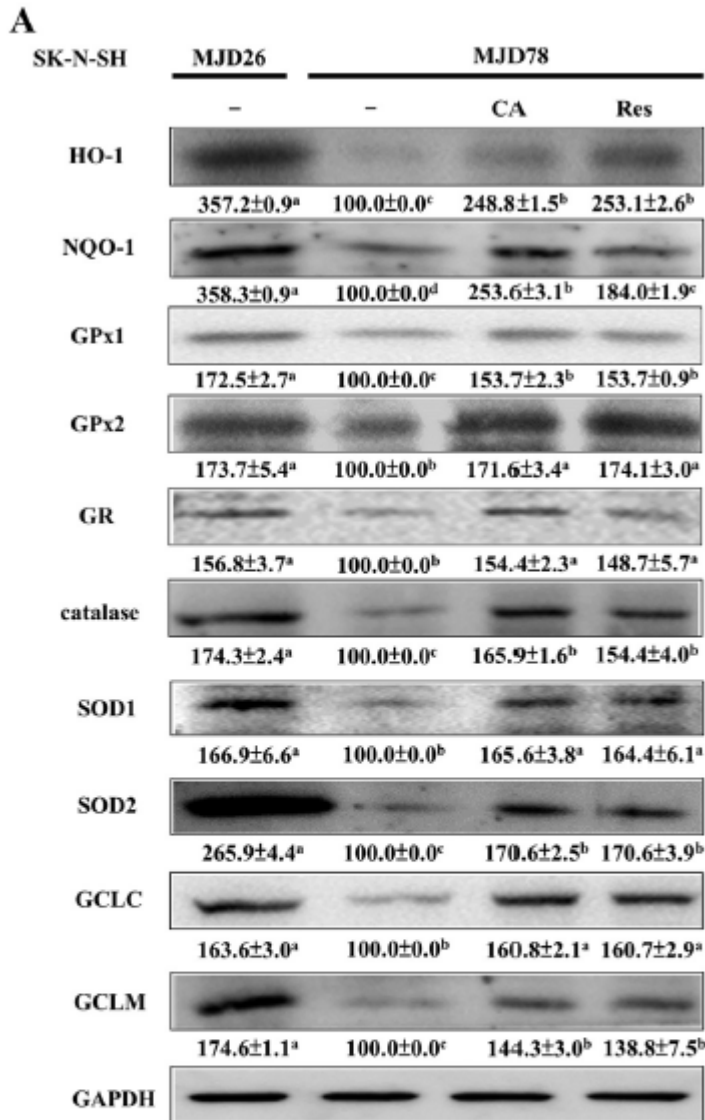 A
SK-N-SH MJD26 MJD78
– – CA Res
HO-1
357.2±0.9ᵃ 100.0±0.0ᶜ 248.8±1.5ᵇ 253.1±2.6ᵇ
NQO-1
358.3±0.9ᵃ 100.0±0.0ᵈ 253.6±3.1ᵇ 184.0±1.9ᶜ
GPx1
172.5±2.7ᵃ 100.0±0.0ᶜ 153.7±2.3ᵇ 153.7±0.9ᵇ
GPx2
173.7±5.4ᵃ 100.0±0.0ᵇ 171.6±3.4ᵃ 174.1±3.0ᵃ
GR
156.8±3.7ᵃ 100.0±0.0ᵇ 154.4±2.3ᵃ 148.7±5.7ᵃ
catalase
174.3±2.4ᵃ 100.0±0.0ᶜ 165.9±1.6ᵇ 154.4±4.0ᵇ
SOD1
166.9±6.6ᵃ 100.0±0.0ᵇ 165.6±3.8ᵃ 164.4±6.1ᵃ
SOD2
265.9±4.4ᵃ 100.0±0.0ᶜ 170.6±2.5ᵇ 170.6±3.9ᵇ
GCLC
163.6±3.0ᵃ 100.0±0.0ᵇ 160.8±2.1ᵃ 160.7±2.9ᵃ
GCLM
174.6±1.1ᵃ 100.0±0.0ᶜ 144.3±3.0ᵇ 138.8±7.5ᵇ
GAPDH